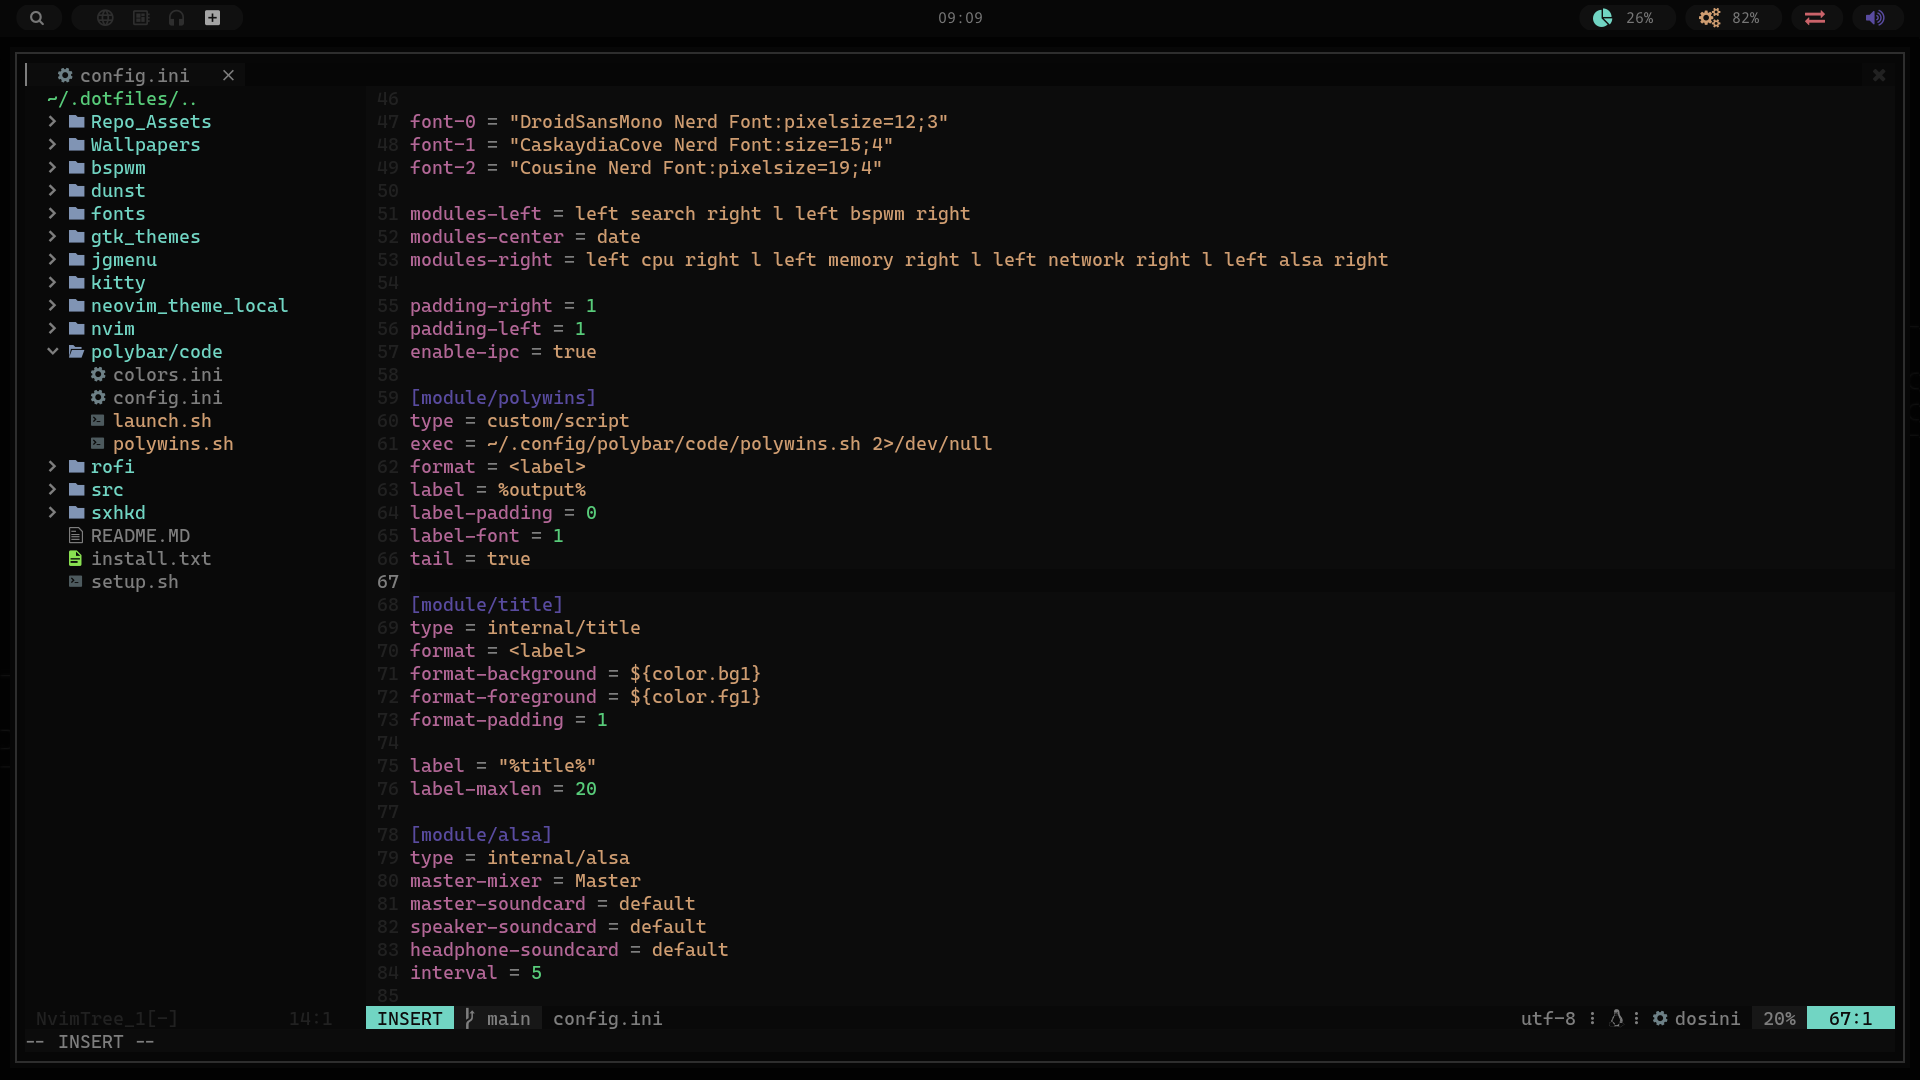 09:09
26%
82%
config.ini
~/.dotfiles/..
Repo_Assets
Wallpapers
bspwm
dunst
fonts
gtk_themes
jgmenu
kitty
neovim_theme_local
nvim
polybar/code
colors.ini
config.ini
launch.sh
polywins.sh
rofi
src
sxhkd
README.MD
install.txt
setup.sh
46
47 font-0 = "DroidSansMono Nerd Font:pixelsize=12;3"
48 font-1 = "CaskaydiaCove Nerd Font:size=15;4"
49 font-2 = "Cousine Nerd Font:pixelsize=19;4"
50
51 modules-left = left search right l left bspwm right
52 modules-center = date
53 modules-right = left cpu right l left memory right l left network right l left alsa right
54
55 padding-right = 1
56 padding-left = 1
57 enable-ipc = true
58
59 [module/polywins]
60 type = custom/script
61 exec = ~/.config/polybar/code/polywins.sh 2>/dev/null
62 format = <label>
63 label = %output%
64 label-padding = 0
65 label-font = 1
66 tail = true
67
68 [module/title]
69 type = internal/title
70 format = <label>
71 format-background = ${color.bg1}
72 format-foreground = ${color.fg1}
73 format-padding = 1
74
75 label = "%title%"
76 label-maxlen = 20
77
78 [module/alsa]
79 type = internal/alsa
80 master-mixer = Master
81 master-soundcard = default
82 speaker-soundcard = default
83 headphone-soundcard = default
84 interval = 5
85
NvimTree_1[-] 14:1 INSERT main config.ini utf-8 dosini 20% 67:1
-- INSERT --